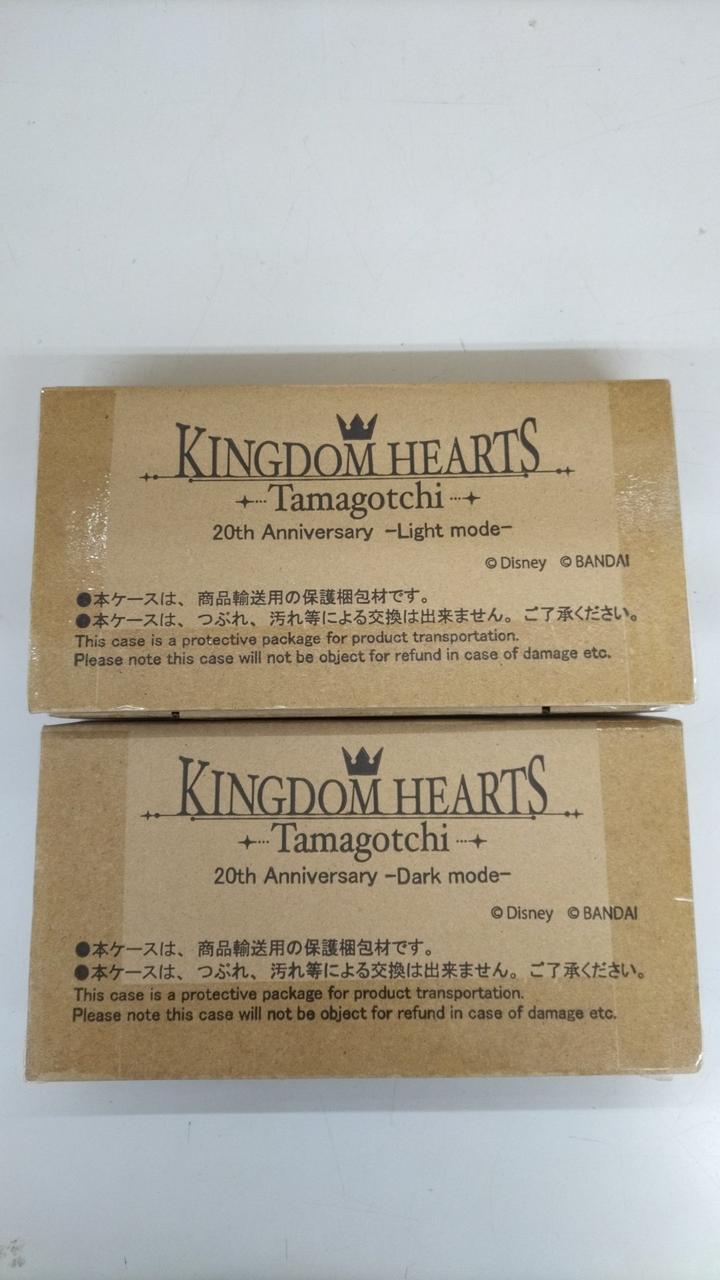 KINGDOM HEARTS
Tamagotchi
20th Anniversary -Light mode-
©Disney ©BANDAI
●本ケースは、商品輸送用の保護梱包材です。
●本ケースは、つぶれ、汚れ等による交換は出来ません。ご了承ください。
This case is a protective package for product transportation.
Please note this case will not be object for refund in case of damage etc.
KINGDOM HEARTS
Tamagotchi
20th Anniversary -Dark mode-
©Disney ©BANDAI
●本ケースは、商品輸送用の保護梱包材です。
●本ケースは、つぶれ、汚れ等による交換は出来ません。ご了承ください。
This case is a protective package for product transportation.
Please note this case will not be object for refund in case of damage etc.